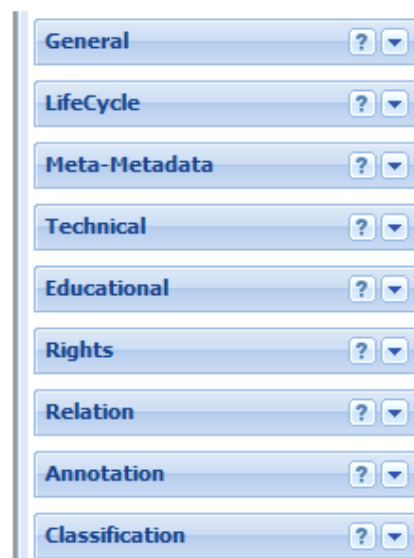 General ?
LifeCycle ?
Meta-Metadata ?
Technical ?
Educational ?
Rights ?
Relation ?
Annotation ?
Classification ?